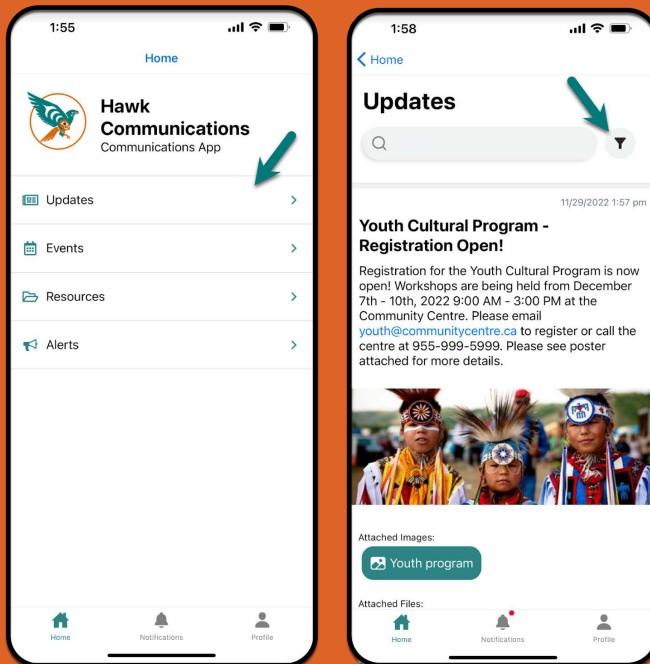 1:55
Home
Hawk
Communications
Communications App
Updates
Events
Resources
Alerts
Home
Notifications
Profile
1:58
Home
Updates
11/29/2022 1:57 pm
Youth Cultural Program -
Registration Open!
Registration for the Youth Cultural Program is now
open! Workshops are being held from December
7th - 10th, 2022 9:00 AM - 3:00 PM at the
Community Centre. Please email
youth@communitycentre.ca to register or call the
centre at 955-999-5999. Please see poster
attached for more details.
Attached Images:
Youth program
Attached Files:
Home
Notifications
Profile